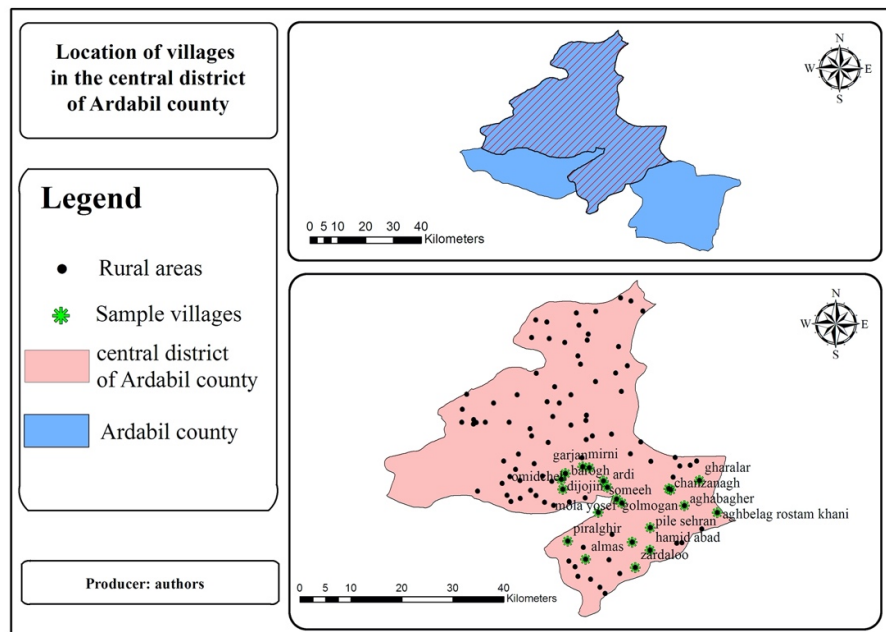 Location of villages
in the central district
of Ardabil county
Legend
Rural areas
Sample villages
central district
of Ardabil county
Ardabil county
Producer: authors
N
W E
S
0 5 10 20 30 40
Kilometers
N
W E
S
garjanmirni
barogh
omidcheh
ardi
gharalar
dijojin
someeh
chanzanagh
mola yosef
golmogan
aghabagher
aghbelag rostam khani
pile sehran
piralghir
hamid abad
almas
zardaloo
0 5 10 20 30 40
Kilometers